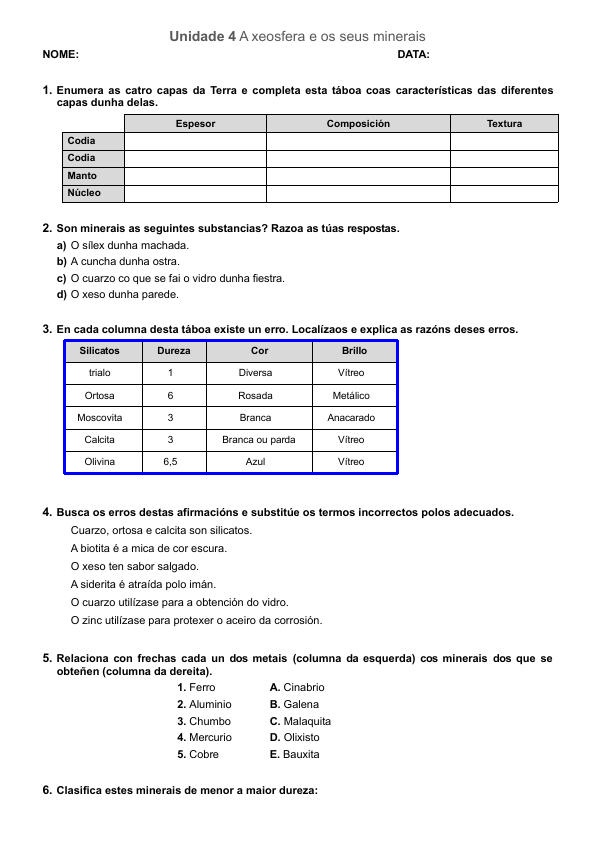 Unidade 4 A xeosfera e os seus minerais
NOME: DATA:
1. Enumera as catro capas da Terra e completa esta táboa coas características das diferentes
capas dunha delas.
Espesor Composición Textura
Codia
Codia
Manto
Núcleo
2. Son minerais as seguintes substancias? Razoa as túas respostas.
a) O sílex dunha machada.
b) A cuncha dunha ostra.
c) O cuarzo co que se fai o vidro dunha fiestra.
d) O xeso dunha parede.
3. En cada columna desta táboa existe un erro. Localízaos e explica as razóns deses erros.
Silicatos Dureza Cor Brillo
trialo 1 Diversa Vítreo
Ortosa 6 Rosada Metálico
Moscovita 3 Branca Anacarado
Calcita 3 Branca ou parda Vítreo
Olivina 6,5 Azul Vítreo
4. Busca os erros destas afirmacións e substitúe os termos incorrectos polos adecuados.
Cuarzo, ortosa e calcita son silicatos.
A biotita é a mica de cor escura.
O xeso ten sabor salgado.
A siderita é atraída polo imán.
O cuarzo utilízase para a obtención do vidro.
O zinc utilízase para protexer o aceiro da corrosión.
5. Relaciona con frechas cada un dos metais (columna da esquerda) cos minerais dos que se
obteñen (columna da dereita).
1. Ferro A. Cinabrio
2. Aluminio B. Galena
3. Chumbo C. Malaquita
4. Mercurio D. Olixisto
5. Cobre E. Bauxita
6. Clasifica estes minerais de menor a maior dureza: